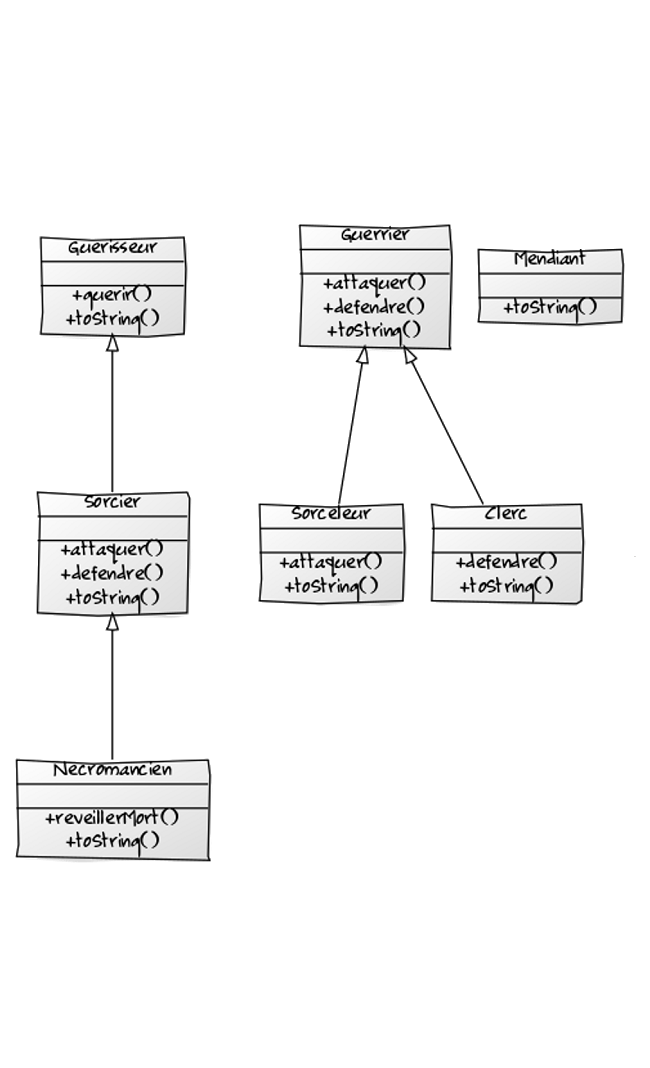 Guerisseur
+guerir()
+toString()
Guerrier
+attaquer()
+defendre()
+toString()
Mendiant
+toString()
Sorcier
+attaquer()
+defendre()
+toString()
Sorceleur
+attaquer()
+toString()
Clerc
+defendre()
+toString()
Necromancien
+reveillerMort()
+toString()